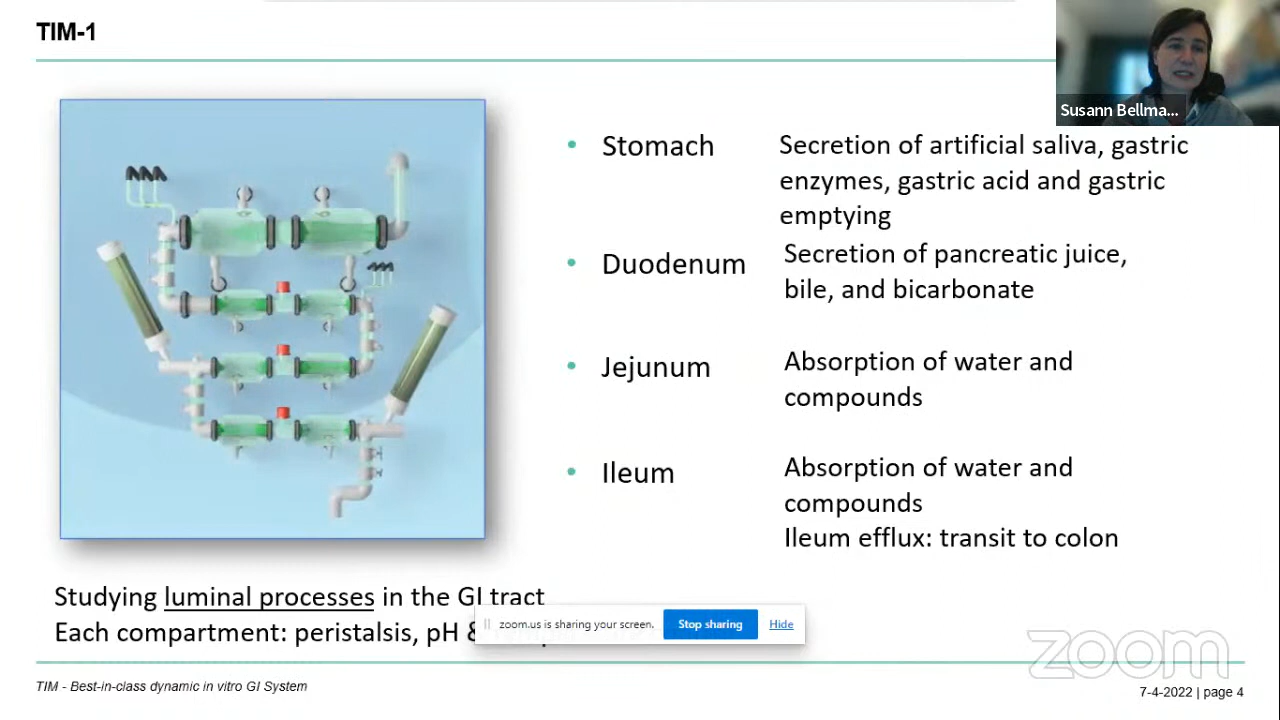 TIM-1
Susann Bellma...
Stomach
Secretion of artificial saliva, gastric
enzymes, gastric acid and gastric
emptying
Duodenum
Secretion of pancreatic juice,
bile, and bicarbonate
Jejunum
Absorption of water and
compounds
Ileum
Absorption of water and
compounds
Ileum efflux: transit to colon
Studying luminal processes in the GI tract
Each compartment: peristalsis, pH &
zoom.us is sharing your screen.
Stop sharing
Hide
zoom
TIM - Best-in-class dynamic in vitro GI System
7-4-2022 | page 4